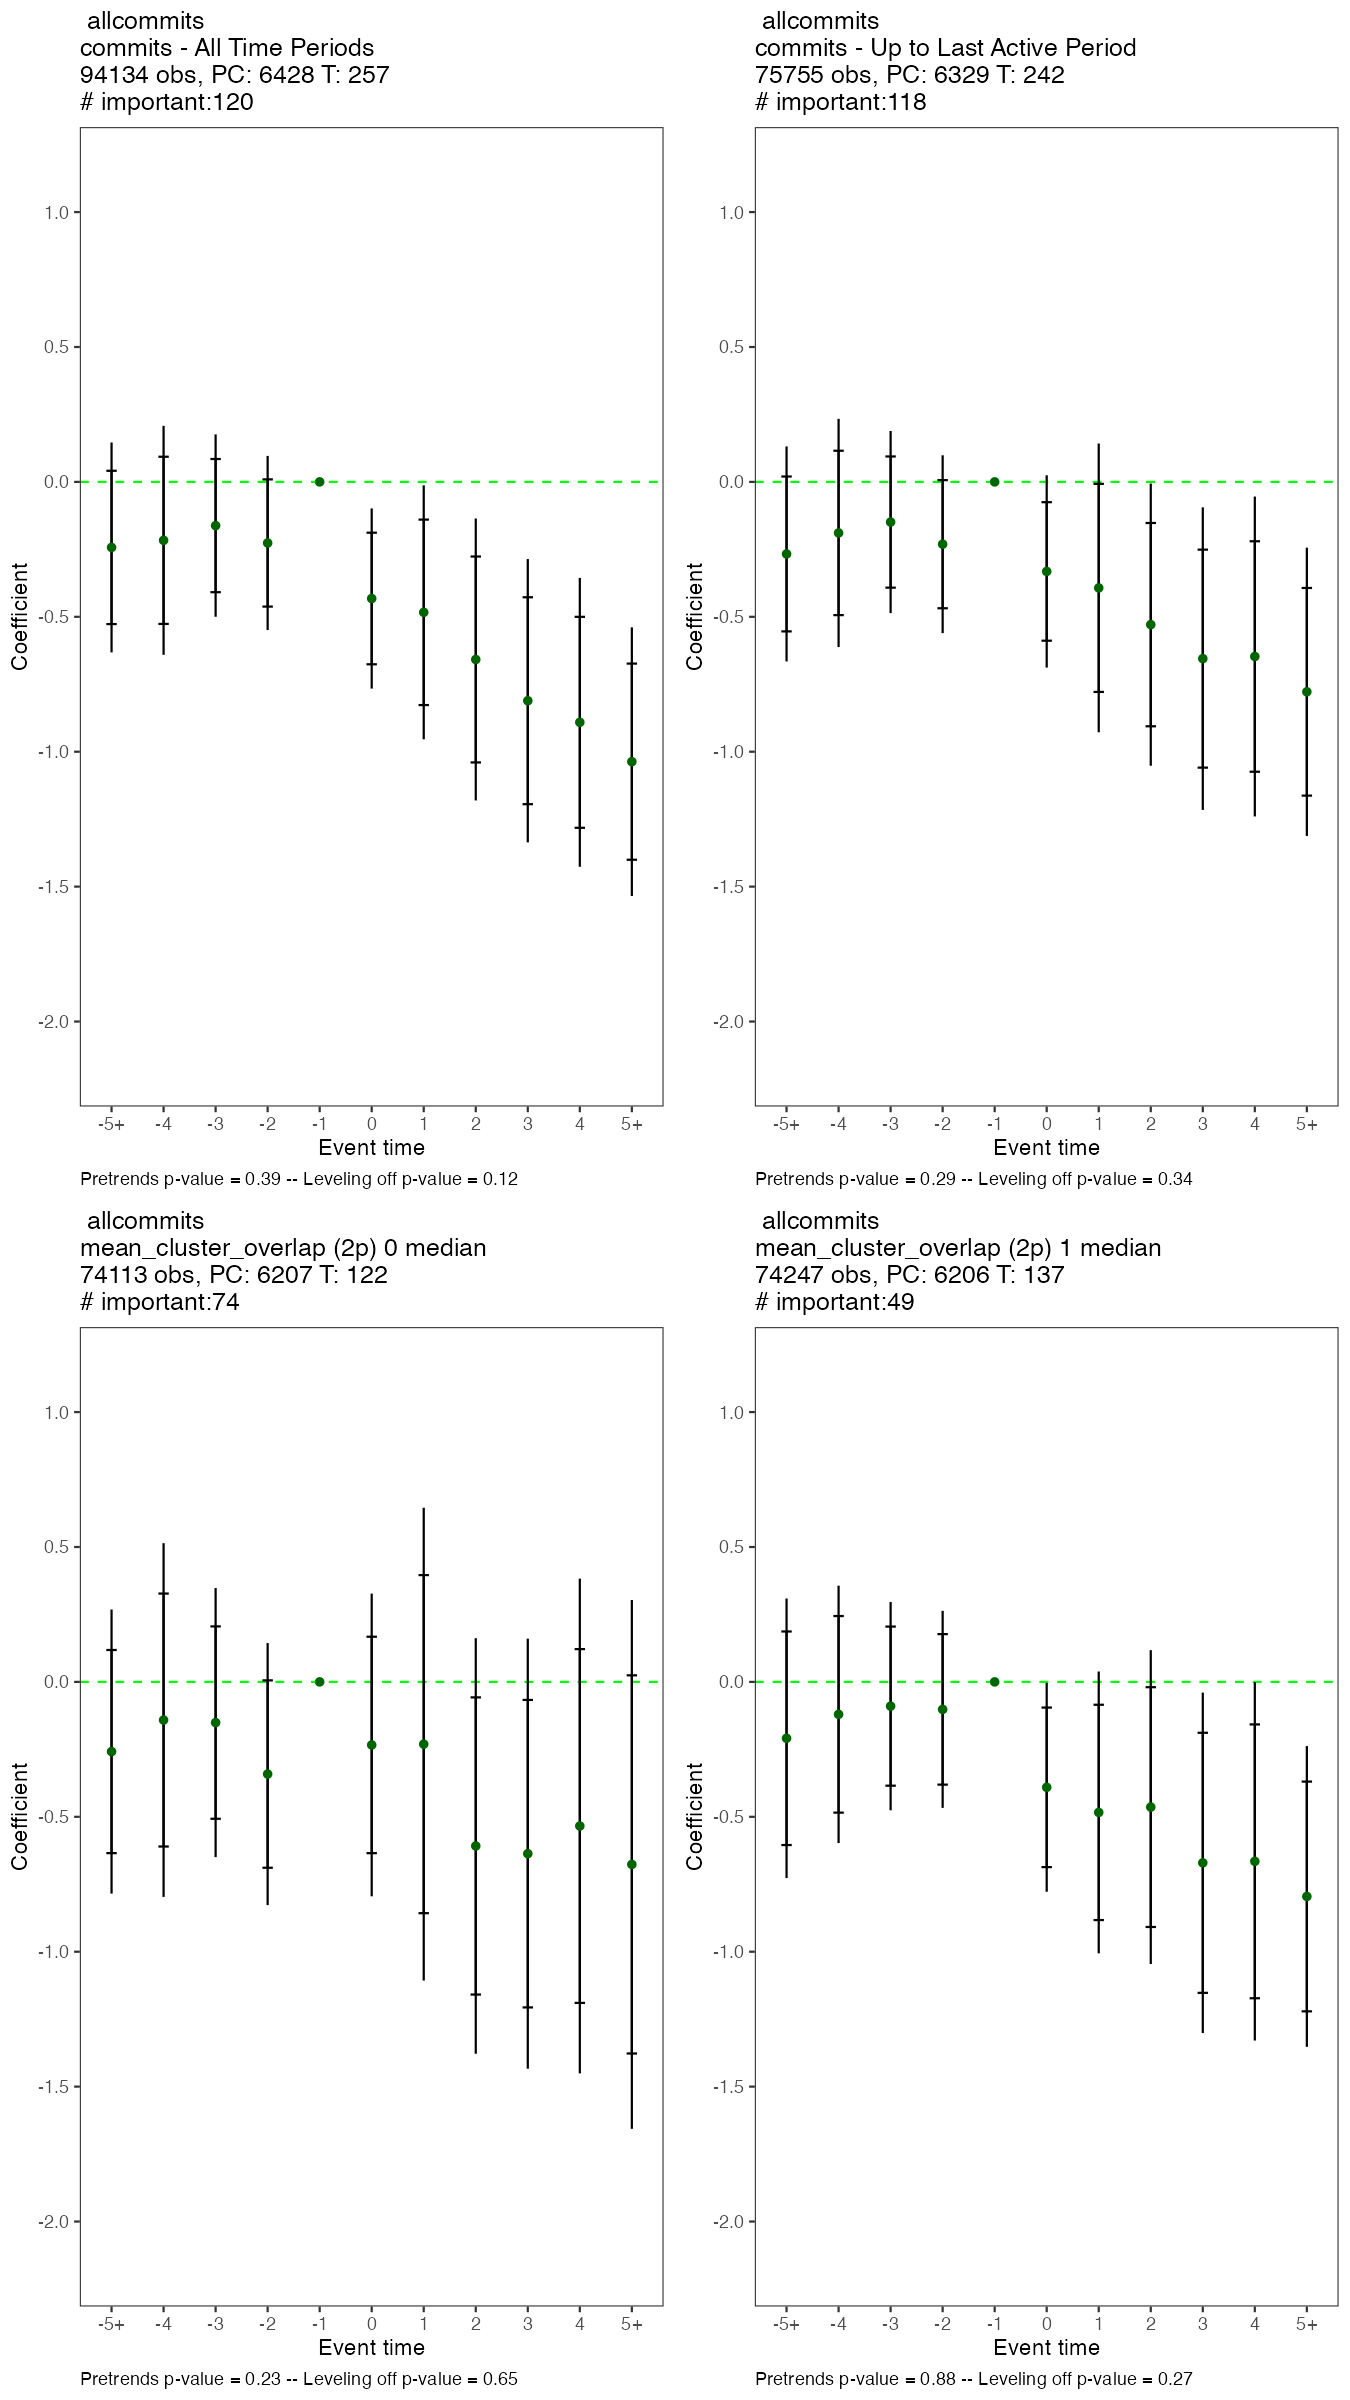 allcommits
commits - All Time Periods
94134 obs, PC: 6428 T: 257
# important:120
1.0
0.5
0.0
-0.5
-1.0
-1.5
-2.0
Coefficient
-5+ -4 -3 -2 -1 0 1 2 3 4 5+
Event time
Pretrends p-value = 0.39 -- Leveling off p-value = 0.12
allcommits
commits - Up to Last Active Period
75755 obs, PC: 6329 T: 242
# important:118
1.0
0.5
0.0
-0.5
-1.0
-1.5
-2.0
Coefficient
-5+ -4 -3 -2 -1 0 1 2 3 4 5+
Event time
Pretrends p-value = 0.29 -- Leveling off p-value = 0.34
allcommits
mean_cluster_overlap (2p) 0 median
74113 obs, PC: 6207 T: 122
# important:74
1.0
0.5
0.0
-0.5
-1.0
-1.5
-2.0
Coefficient
-5+ -4 -3 -2 -1 0 1 2 3 4 5+
Event time
Pretrends p-value = 0.23 -- Leveling off p-value = 0.65
allcommits
mean_cluster_overlap (2p) 1 median
74247 obs, PC: 6206 T: 137
# important:49
1.0
0.5
0.0
-0.5
-1.0
-1.5
-2.0
Coefficient
-5+ -4 -3 -2 -1 0 1 2 3 4 5+
Event time
Pretrends p-value = 0.88 -- Leveling off p-value = 0.27